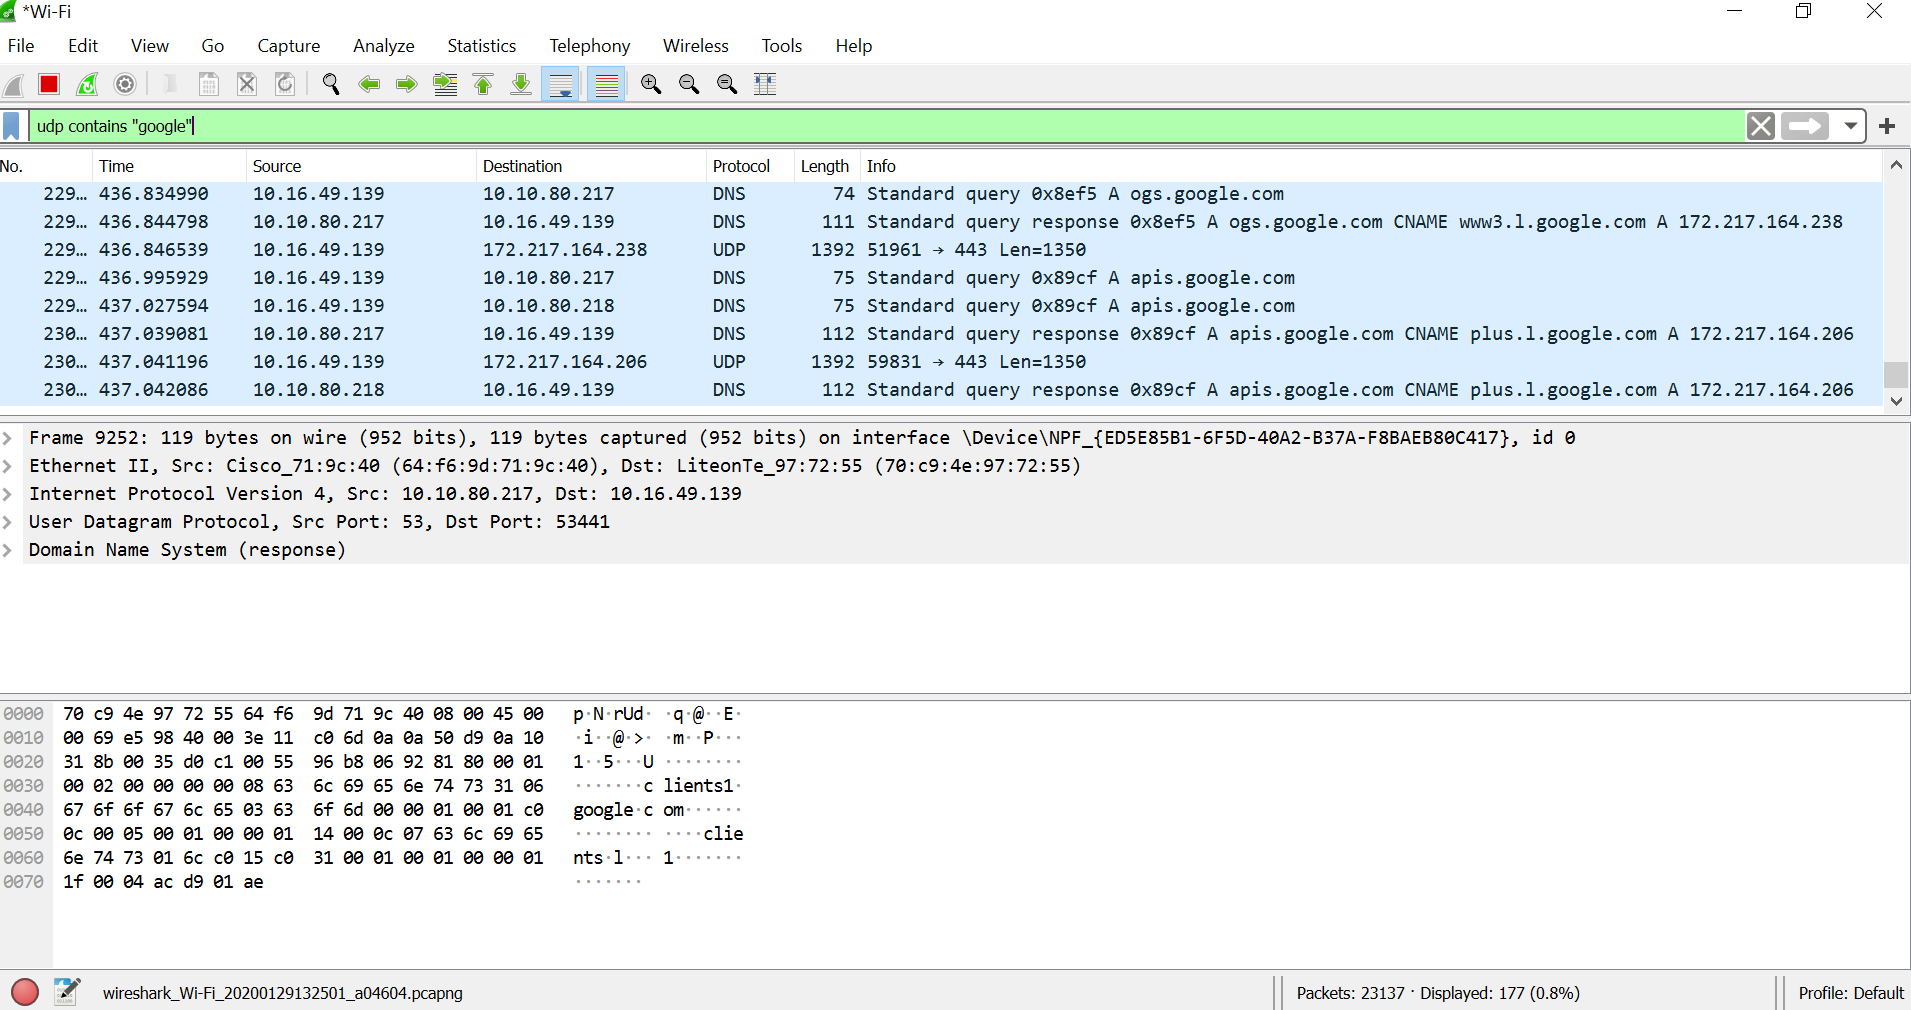 *Wi-Fi
File Edit View Go Capture Analyze Statistics Telephony Wireless Tools Help
udp contains "google"
No. Time Source Destination Protocol Length Info
229… 436.834990 10.16.49.139 10.10.80.217 DNS 74 Standard query 0x8ef5 A ogs.google.com
229… 436.844798 10.10.80.217 10.16.49.139 DNS 111 Standard query response 0x8ef5 A ogs.google.com CNAME www3.l.google.com A 172.217.164.238
229… 436.846539 10.16.49.139 172.217.164.238 UDP 1392 51961 → 443 Len=1350
229… 436.995929 10.16.49.139 10.10.80.217 DNS 75 Standard query 0x89cf A apis.google.com
229… 437.027594 10.16.49.139 10.10.80.218 DNS 75 Standard query 0x89cf A apis.google.com
230… 437.039081 10.10.80.217 10.16.49.139 DNS 112 Standard query response 0x89cf A apis.google.com CNAME plus.l.google.com A 172.217.164.206
230… 437.041196 10.16.49.139 172.217.164.206 UDP 1392 59831 → 443 Len=1350
230… 437.042086 10.10.80.218 10.16.49.139 DNS 112 Standard query response 0x89cf A apis.google.com CNAME plus.l.google.com A 172.217.164.206
Frame 9252: 119 bytes on wire (952 bits), 119 bytes captured (952 bits) on interface \Device\NPF_{ED5E85B1-6F5D-40A2-B37A-F8BAEB80C417}, id 0
Ethernet II, Src: Cisco_71:9c:40 (64:f6:9d:71:9c:40), Dst: LiteonTe_97:72:55 (70:c9:4e:97:72:55)
Internet Protocol Version 4, Src: 10.10.80.217, Dst: 10.16.49.139
User Datagram Protocol, Src Port: 53, Dst Port: 53441
Domain Name System (response)
0000 70 c9 4e 97 72 55 64 f6 9d 71 9c 40 08 00 45 00 p·N·rUd· ·q·@··E·
0010 00 69 e5 98 40 00 3e 11 c0 6d 0a 0a 50 d9 0a 10 ·i··@·>· ·m··P···
0020 31 8b 00 35 d0 c1 00 55 96 b8 06 92 81 80 00 01 1··5···U ········
0030 00 02 00 00 00 00 08 63 6c 69 65 6e 74 73 31 06 ·······c lients1·
0040 67 6f 6f 67 6c 65 03 63 6f 6d 00 00 01 00 01 c0 google·c om······
0050 0c 00 05 00 01 00 00 01 14 00 0c 07 63 6c 69 65 ········ ····clie
0060 6e 74 73 01 6c c0 15 c0 31 00 01 00 01 00 00 01 nts·l··· 1·······
0070 1f 00 04 ac d9 01 ae ·······
wireshark_Wi-Fi_20200129132501_a04604.pcapng Packets: 23137 · Displayed: 177 (0.8%) Profile: Default